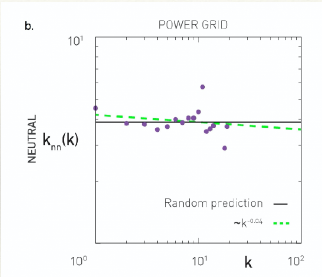 b.
POWER GRID
10¹
NEUTRAL
kₙₙ(k)
Random prediction
~k⁻⁰·⁰⁴
10⁰
10¹
10²
k